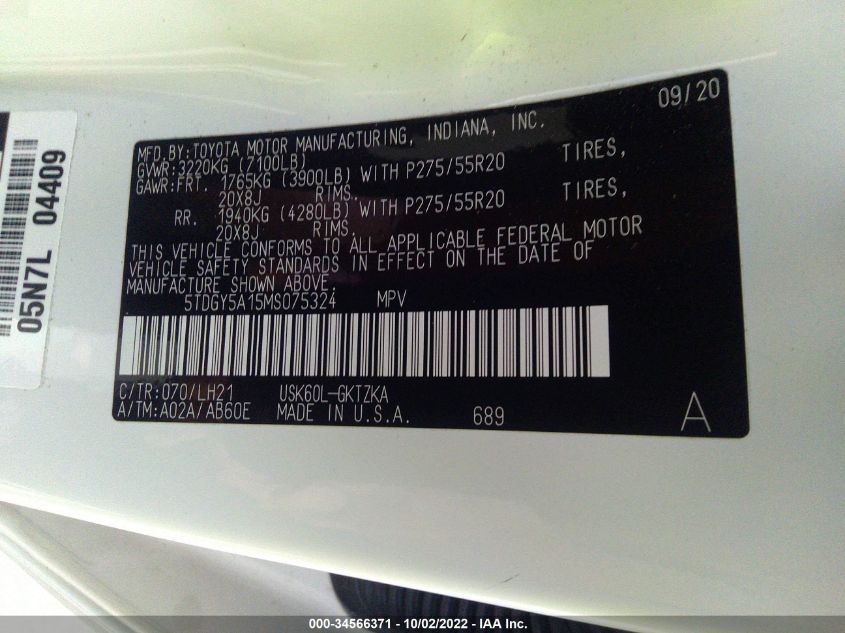 05N7L 04409
09/20
MFD.BY:TOYOTA MOTOR MANUFACTURING, INDIANA, INC.
GVWR:3220KG (7100LB)
GAWR:FRT. 1765KG (3900LB) WITH P275/55R20 TIRES,
20X8J RIMS.
RR. 1940KG (4280LB) WITH P275/55R20 TIRES,
20X8J RIMS.
THIS VEHICLE CONFORMS TO ALL APPLICABLE FEDERAL MOTOR
VEHICLE SAFETY STANDARDS IN EFFECT ON THE DATE OF
MANUFACTURE SHOWN ABOVE.
5TDGY5A15MS075324 MPV
C/TR:070/LH21 USK60L-GKTZKA
A/TM:A02A/AB60E MADE IN U.S.A. 689 A
000-34566371 - 10/02/2022 - IAA Inc.